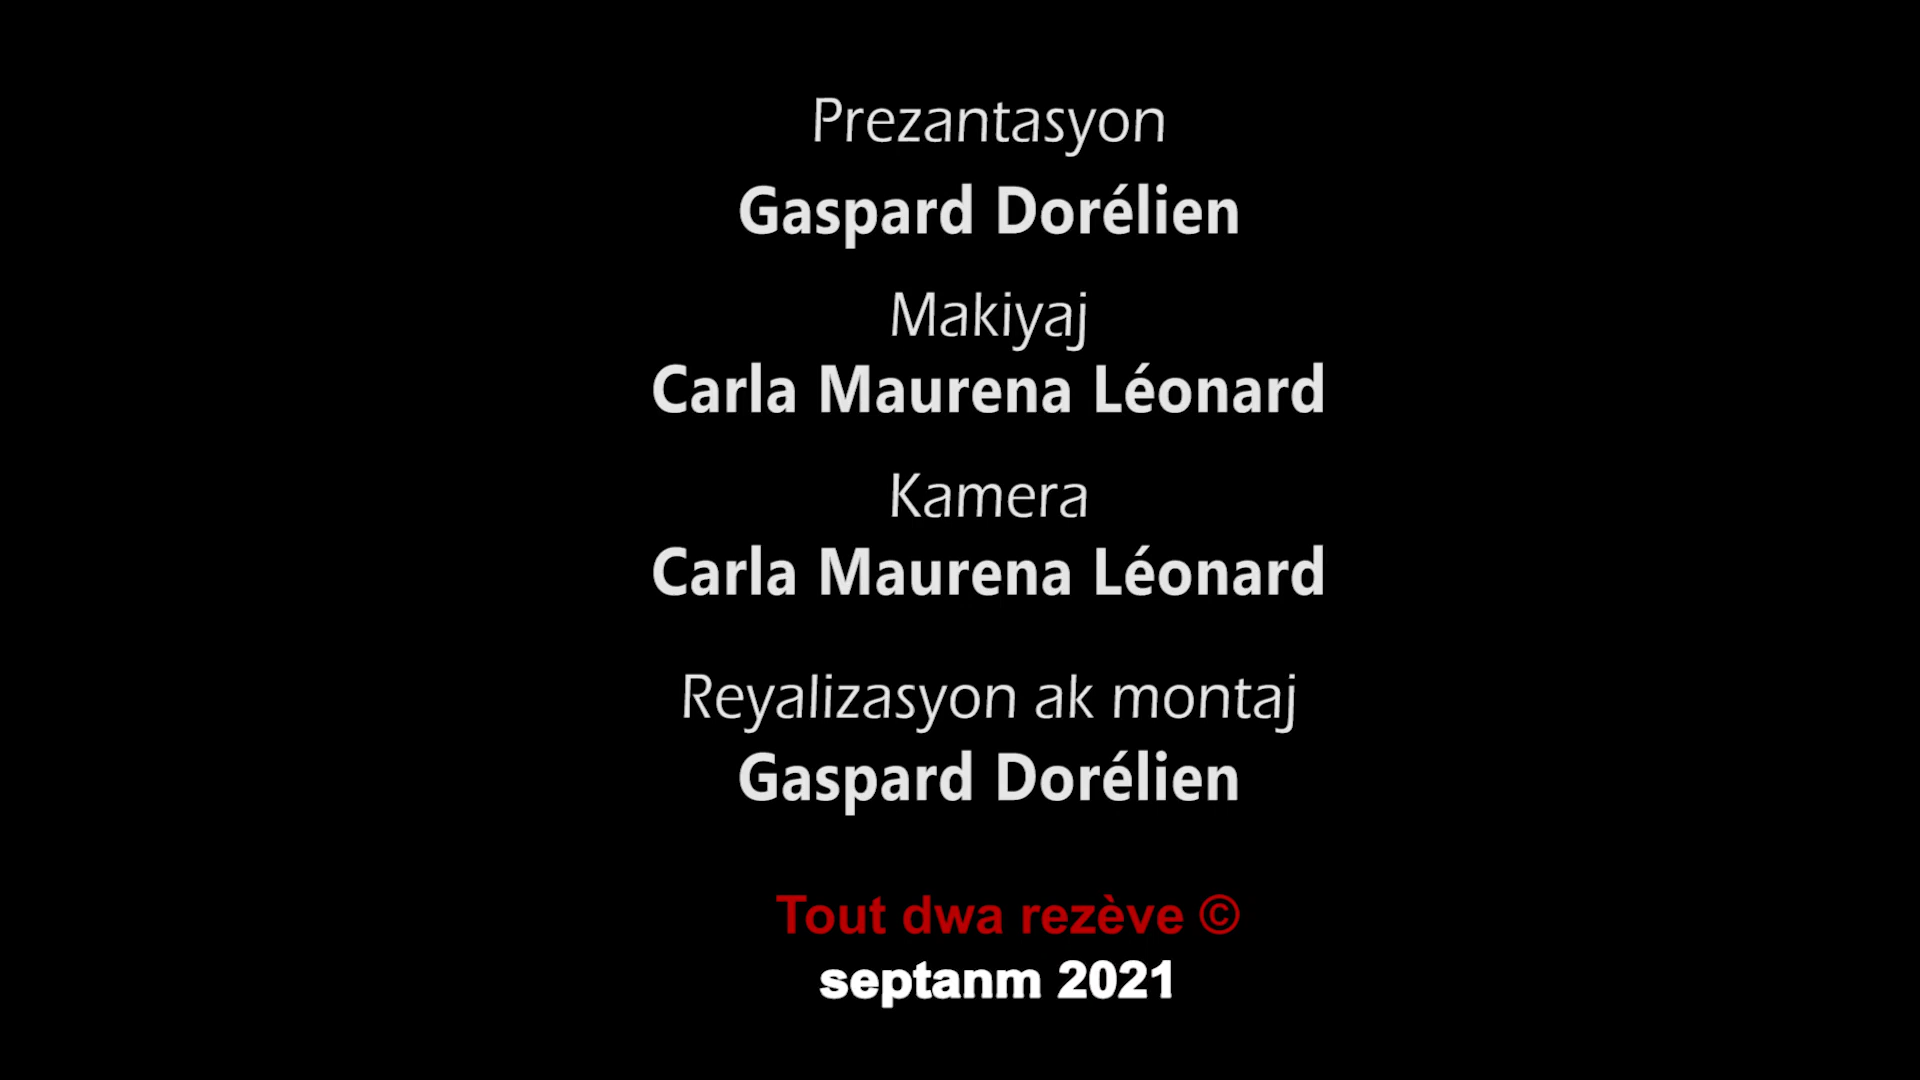 Prezantasyon
Gaspard Dorélien
Makiyaj
Carla Maurena Léonard
Kamera
Carla Maurena Léonard
Reyalizasyon ak montaj
Gaspard Dorélien
Tout dwa rezève ©
septanm 2021